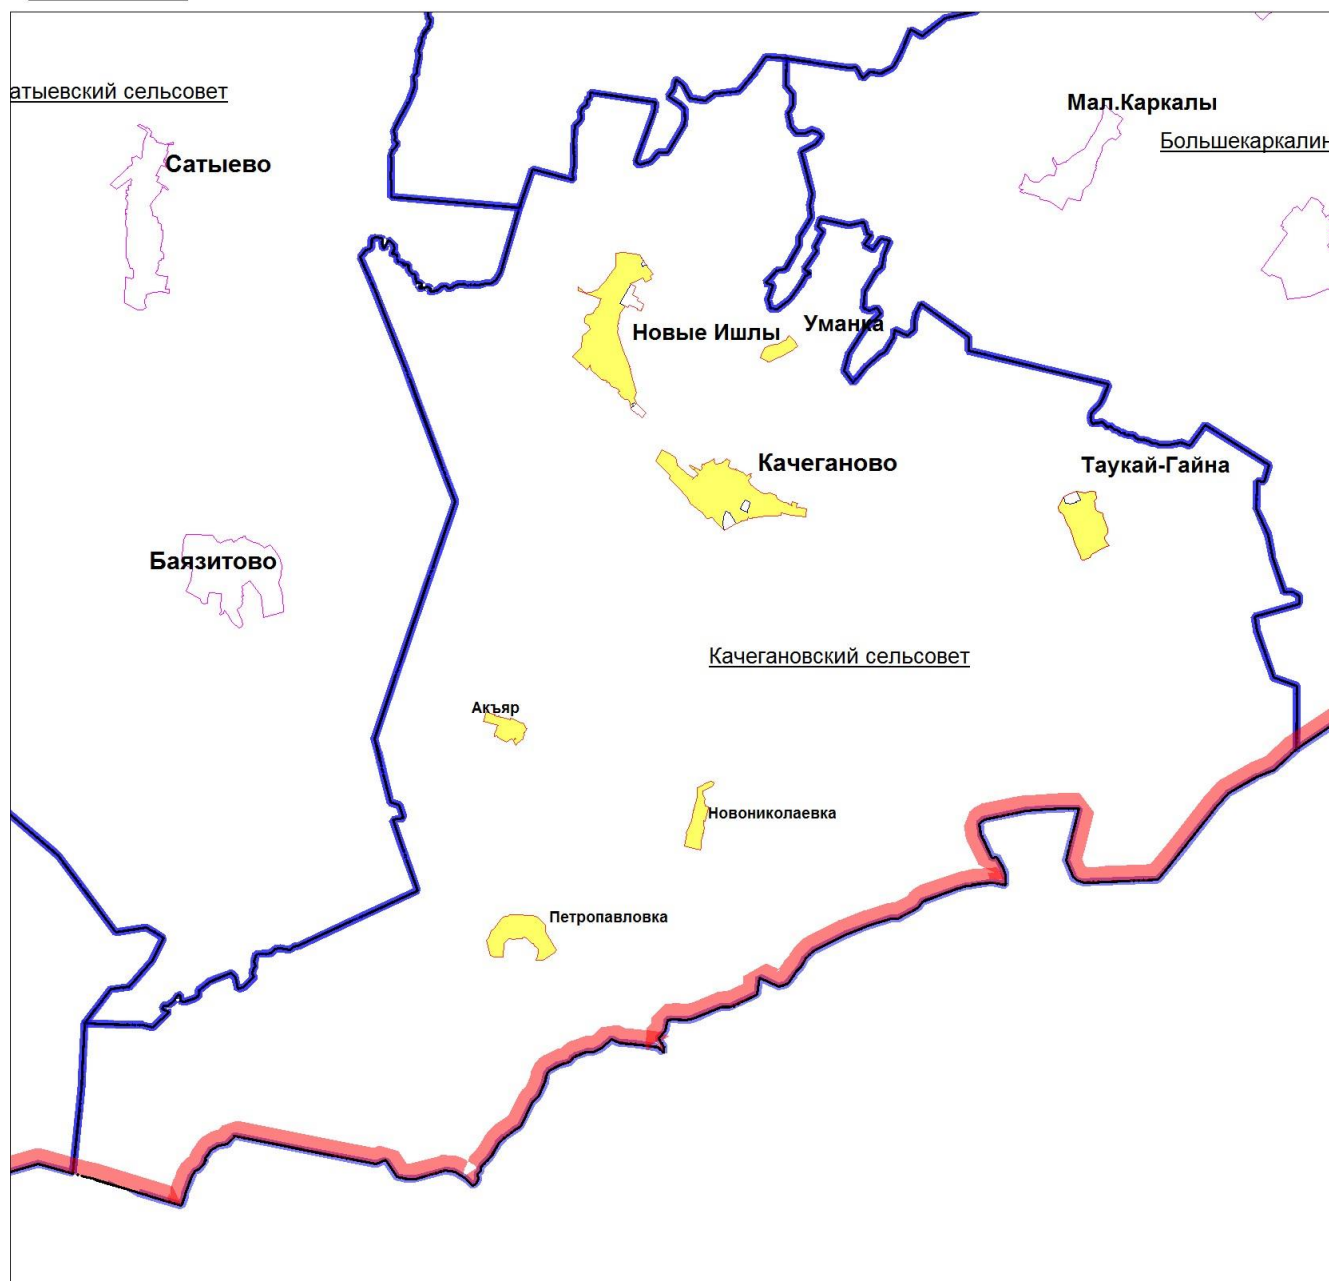 атыевский сельсовет
Мал.Каркалы
Большекаркалин
Сатыево
Уманка
Новые Ишлы
Качеганово
Таукай-Гайна
Баязитово
Качегановский сельсовет
Акъяр
Новониколаевка
Петропавловка